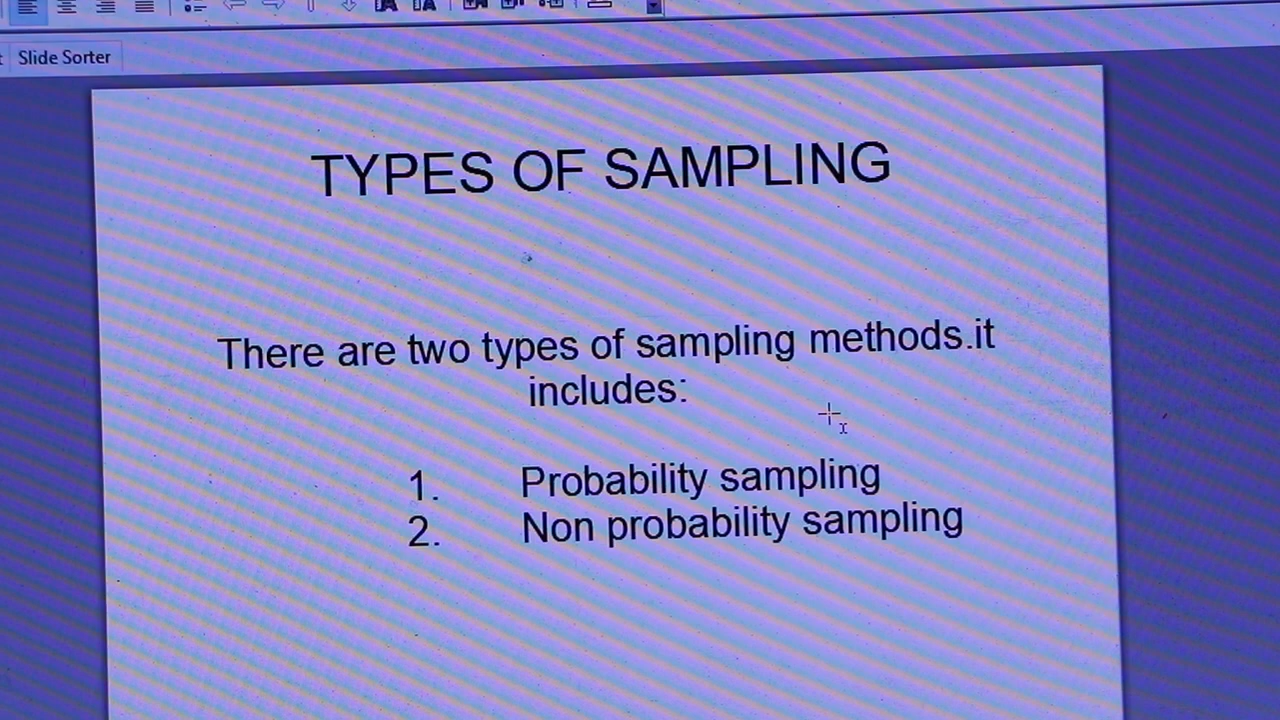 Slide Sorter
TYPES OF SAMPLING
There are two types of sampling methods.it
includes:
1. Probability sampling
2. Non probability sampling